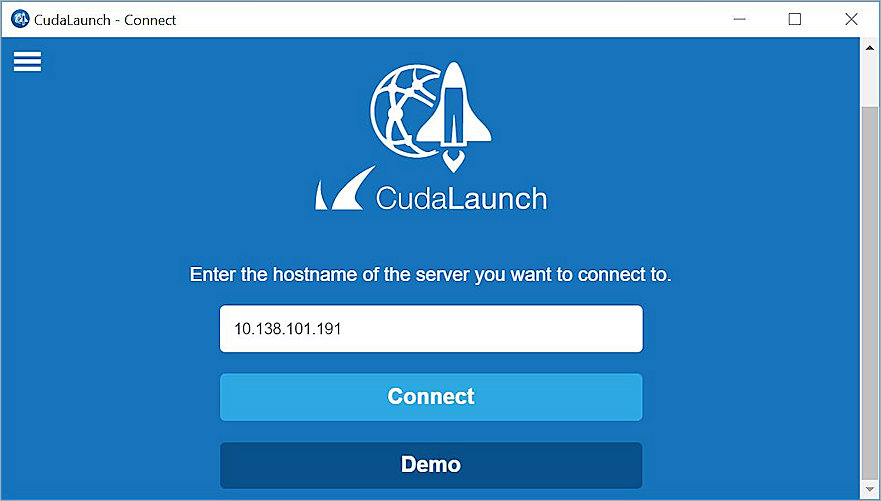 CudaLaunch - Connect
CudaLaunch
Enter the hostname of the server you want to connect to.
10.138.101.191
Connect
Demo